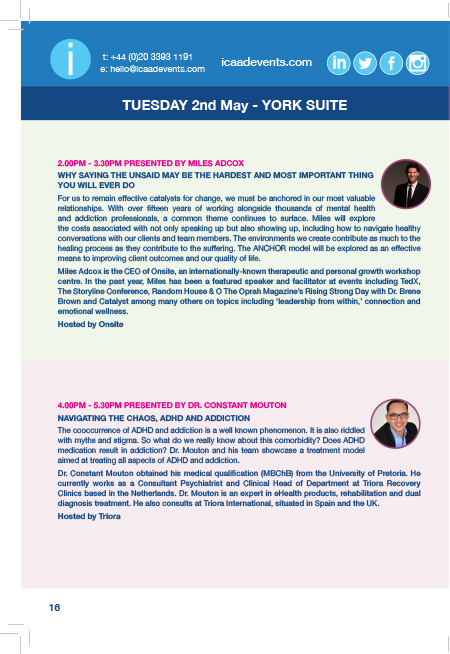 i
t: +44 (0)20 3393 1191
e: hello@icaadevents.com
icaadevents.com
in
f
TUESDAY 2nd May - YORK SUITE
2.00PM - 3.30PM PRESENTED BY MILES ADCOX
WHY SAYING THE UNSAID MAY BE THE HARDEST AND MOST IMPORTANT THING
YOU WILL EVER DO
For us to remain effective catalysts for change, we must be anchored in our most valuable
relationships. With over fifteen years of working alongside thousands of mental health
and addiction professionals, a common theme continues to surface. Miles will explore
the costs associated with not only speaking up but also showing up, including how to navigate healthy
conversations with our clients and team members. The environments we create contribute as much to the
healing process as they contribute to the suffering. The ANCHOR model will be explored as an effective
means to improving client outcomes and our quality of life.
Miles Adcox is the CEO of Onsite, an internationally-known therapeutic and personal growth workshop
centre. In the past year, Miles has been a featured speaker and facilitator at events including TedX,
The Storyline Conference, Random House & O The Oprah Magazine's Rising Strong Day with Dr. Brene
Brown and Catalyst among many others on topics including 'leadership from within,' connection and
emotional wellness.
Hosted by Onsite
4.00PM - 5.30PM PRESENTED BY DR. CONSTANT MOUTON
NAVIGATING THE CHAOS, ADHD AND ADDICTION
The cooccurrence of ADHD and addiction is a well known phenomenon. It is also riddled
with myths and stigma. So what do we really know about this comorbidity? Does ADHD
medication result in addiction? Dr. Mouton and his team showcase a treatment model
aimed at treating all aspects of ADHD and addiction.
Dr. Constant Mouton obtained his medical qualification (MBChB) from the University of Pretoria. He
currently works as a Consultant Psychiatrist and Clinical Head of Department at Triora Recovery
Clinics based in the Netherlands. Dr. Mouton is an expert in eHealth products, rehabilitation and dual
diagnosis treatment. He also consults at Triora International, situated in Spain and the UK.
Hosted by Triora
16